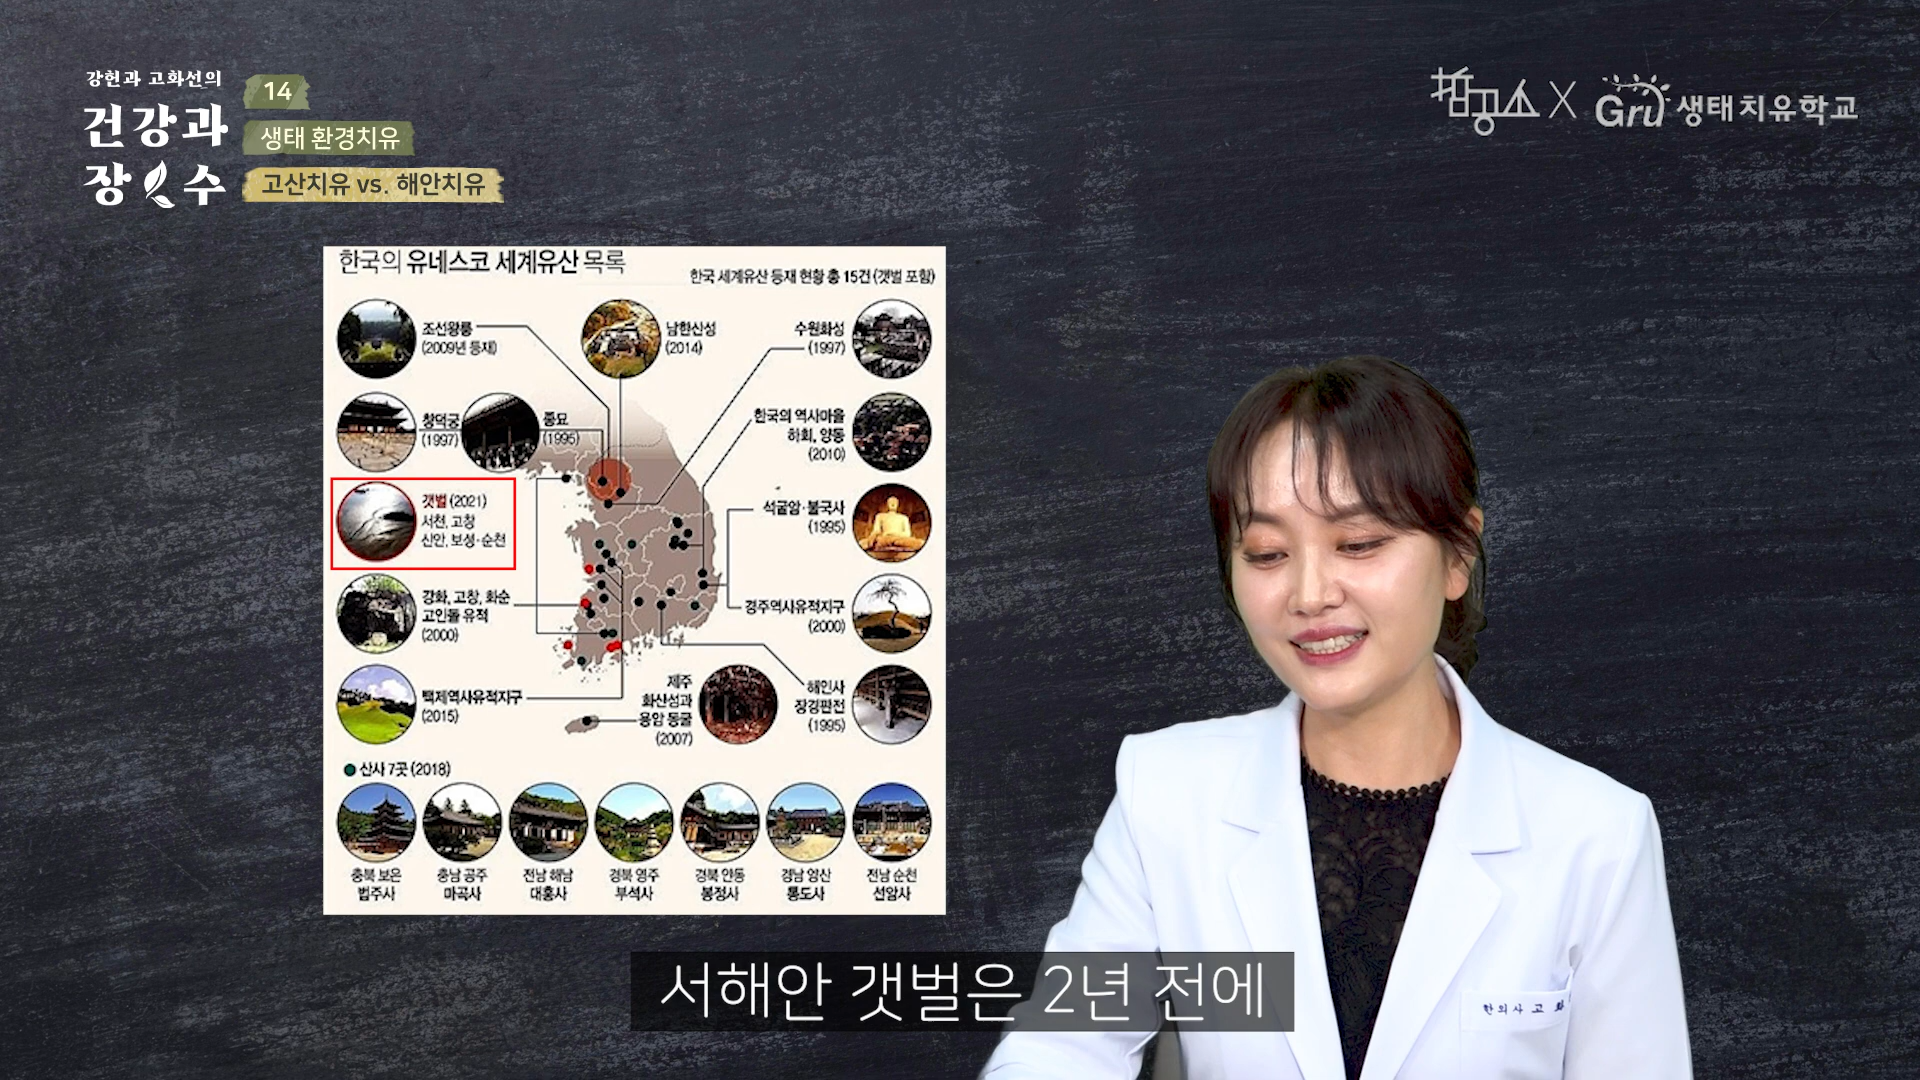 강헌과 고화선의
건강과
장수
14
생태 환경치유
고산치유 vs. 해안치유
좌공소 X Gru 생태치유학교
한국의 유네스코 세계유산 목록
한국 세계유산 등재 현황 총 15건(갯벌 포함)
조선왕릉
(2009년 등재)
남한산성
(2014)
수원화성
(1997)
창덕궁
(1997)
종묘
(1995)
한국의 역사마을
하회, 양동
(2010)
갯벌 (2021)
서천, 고창
신안, 보성·순천
석굴암·불국사
(1995)
강화, 고창, 화순
고인돌 유적
(2000)
경주역사유적지구
(2000)
백제역사유적지구
(2015)
제주
화산섬과
용암 동굴
(2007)
해인사
장경판전
(1995)
산사 7곳 (2018)
충북 보은
법주사
충남 공주
마곡사
전남 해남
대흥사
경북 영주
부석사
경북 안동
봉정사
경남 양산
통도사
전남 순천
선암사
서해안 갯벌은 2년 전에
한의사 고화